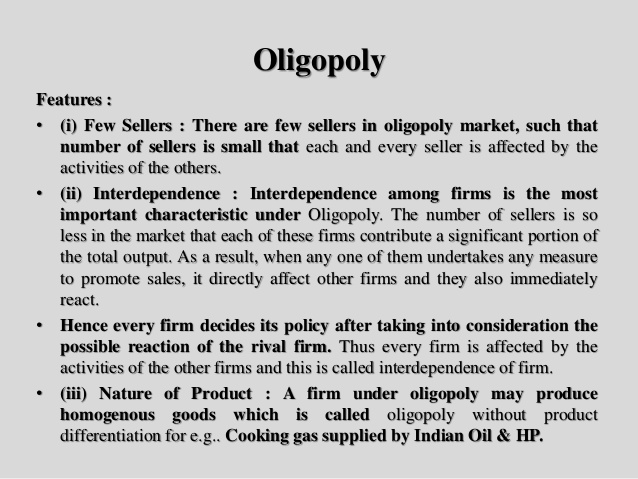 Oligopoly
Features :
• (i) Few Sellers : There are few sellers in oligopoly market, such that
number of sellers is small that each and every seller is affected by the
activities of the others.
• (ii) Interdependence : Interdependence among firms is the most
important characteristic under Oligopoly. The number of sellers is so
less in the market that each of these firms contribute a significant portion of
the total output. As a result, when any one of them undertakes any measure
to promote sales, it directly affect other firms and they also immediately
react.
• Hence every firm decides its policy after taking into consideration the
possible reaction of the rival firm. Thus every firm is affected by the
activities of the other firms and this is called interdependence of firm.
• (iii) Nature of Product : A firm under oligopoly may produce
homogenous goods which is called oligopoly without product
differentiation for e.g.. Cooking gas supplied by Indian Oil & HP.